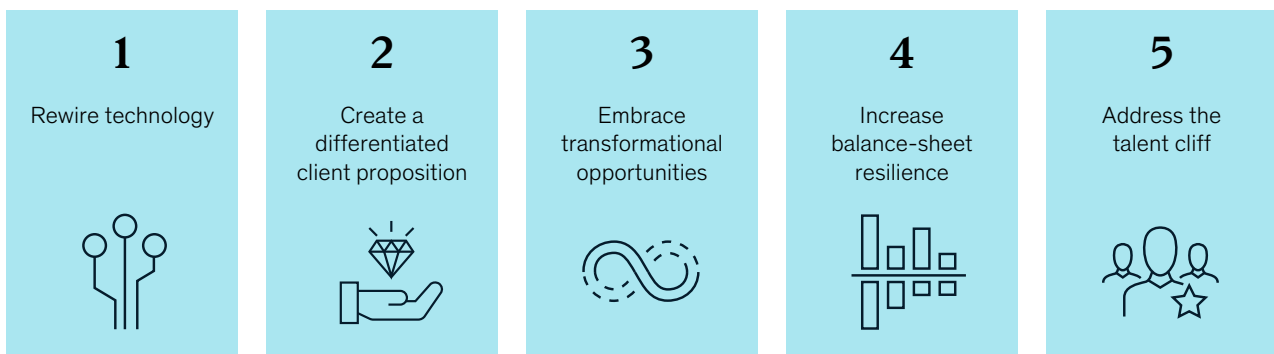 1
Rewire technology
2
Create a
differentiated
client proposition
3
Embrace
transformational
opportunities
4
Increase
balance-sheet
resilience
5
Address the
talent cliff